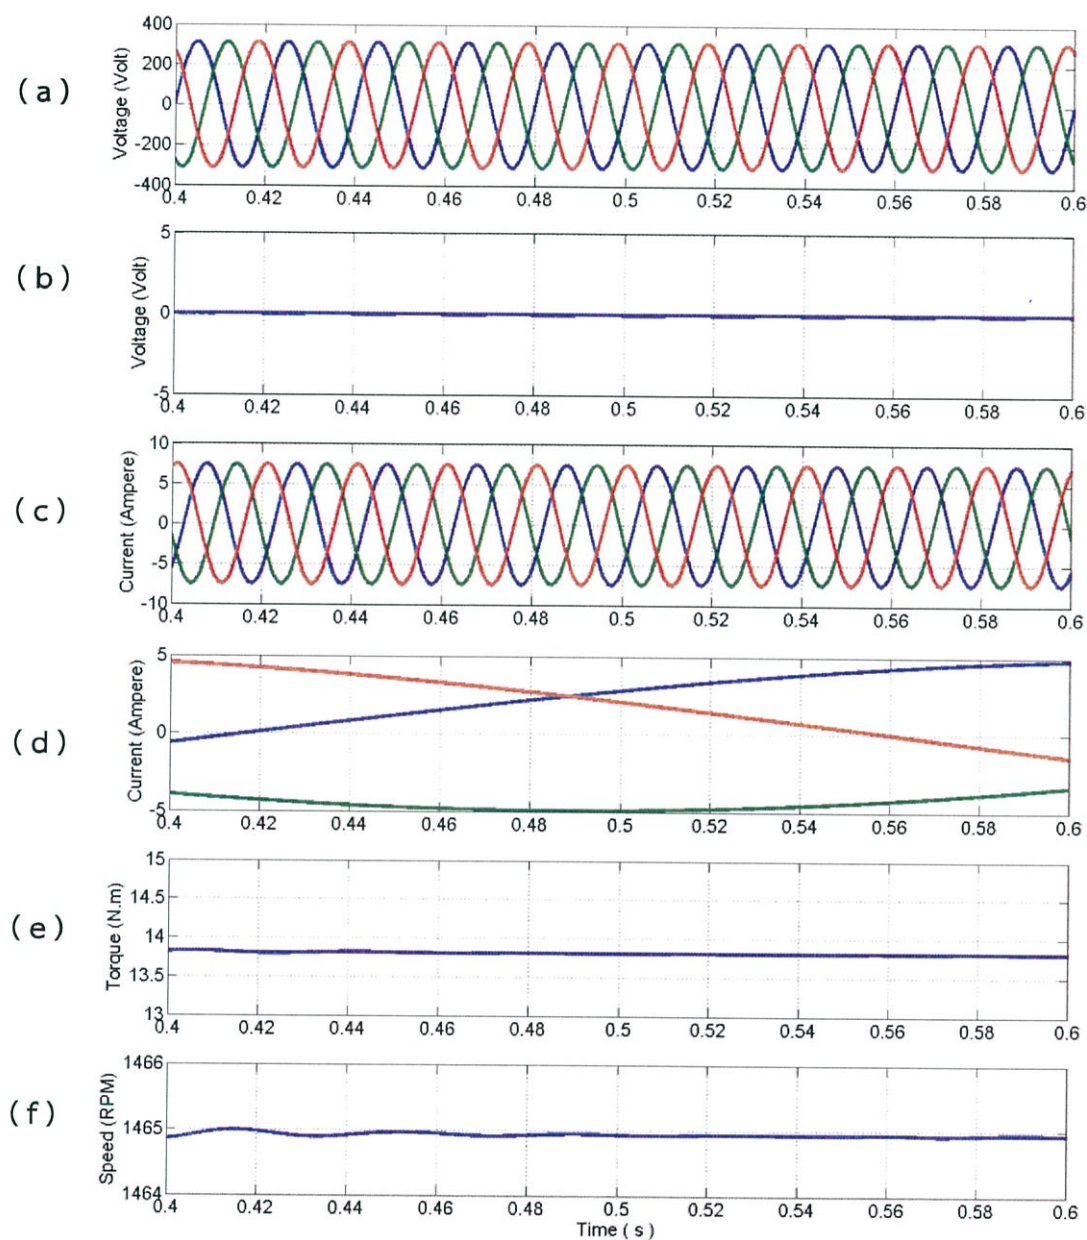 (a)
Voltage (Volt)
400
200
0
-200
-400
0.4 0.42 0.44 0.46 0.48 0.5 0.52 0.54 0.56 0.58 0.6
(b)
Voltage (Volt)
5
0
-5
0.4 0.42 0.44 0.46 0.48 0.5 0.52 0.54 0.56 0.58 0.6
(c)
Current (Ampere)
10
5
0
-5
-10
0.4 0.42 0.44 0.46 0.48 0.5 0.52 0.54 0.56 0.58 0.6
(d)
Current (Ampere)
5
0
-5
0.4 0.42 0.44 0.46 0.48 0.5 0.52 0.54 0.56 0.58 0.6
(e)
Torque (N.m)
15
14.5
14
13.5
13
0.4 0.42 0.44 0.46 0.48 0.5 0.52 0.54 0.56 0.58 0.6
(f)
Speed (RPM)
1466
1465
1464
0.4 0.42 0.44 0.46 0.48 0.5 0.52 0.54 0.56 0.58 0.6
Time ( s )